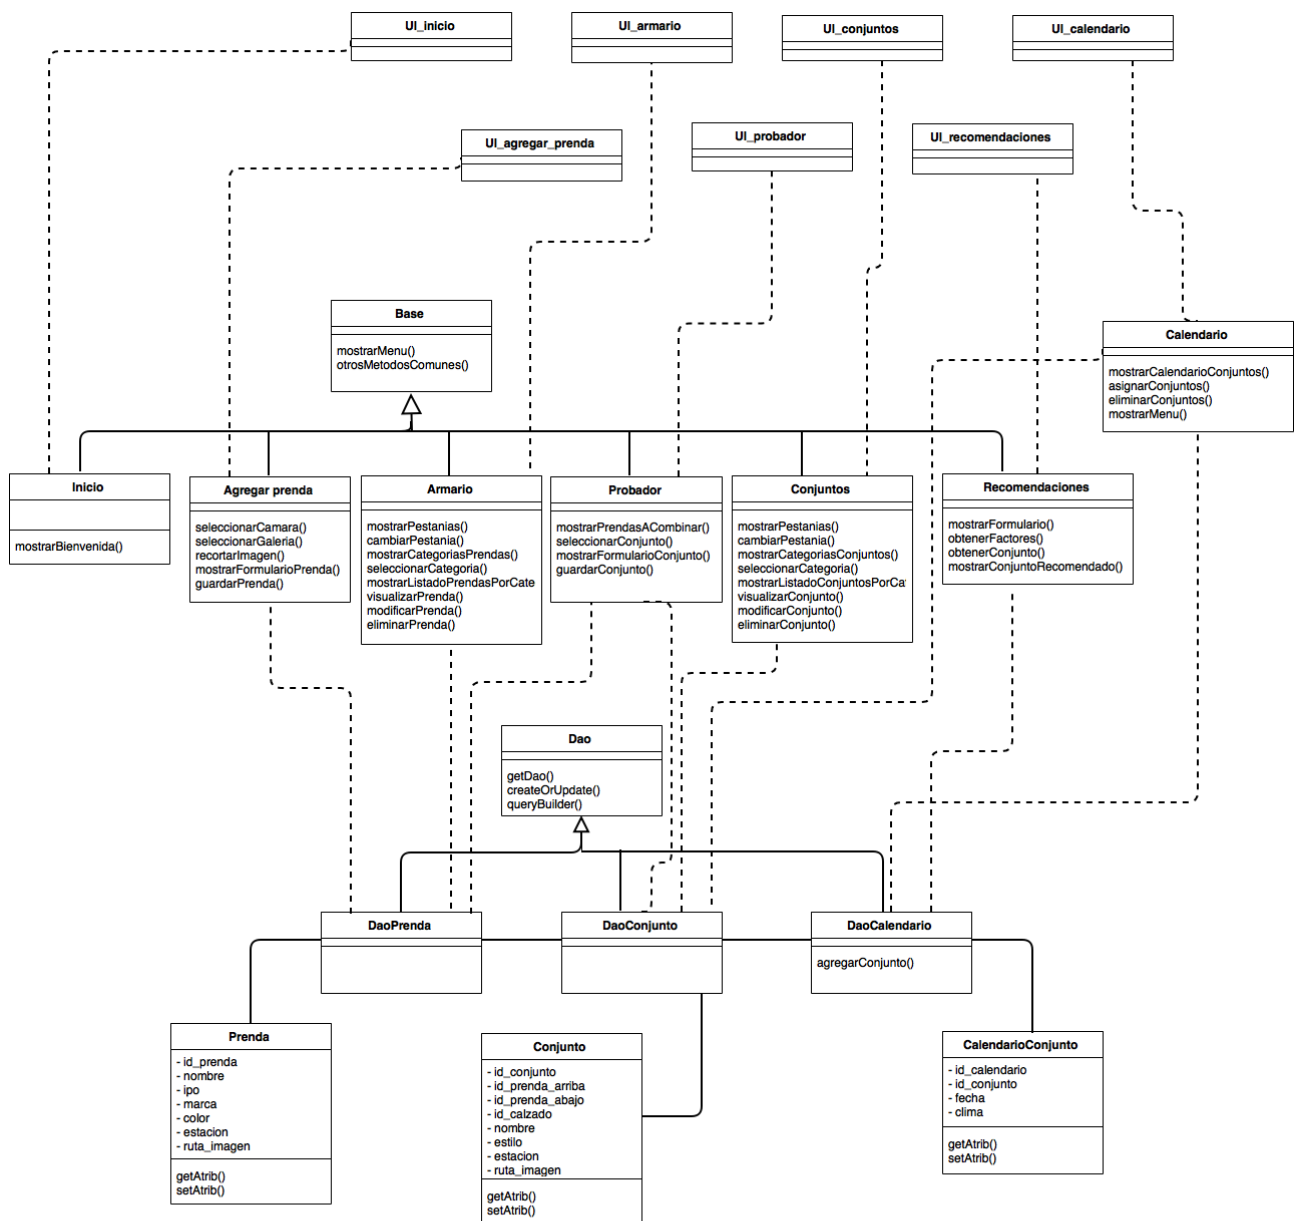 UI_inicio
UI_armario
UI_conjuntos
UI_calendario
UI_agregar_prenda
UI_probador
UI_recomendaciones
Base
mostrarMenu()
otrosMetodosComunes()
Calendario
mostrarCalendarioConjuntos()
asignarConjuntos()
eliminarConjuntos()
mostrarMenu()
Inicio
mostrarBienvenida()
Agregar prenda
seleccionarCamara()
seleccionarGaleria()
recortarImagen()
mostrarFormularioPrenda()
guardarPrenda()
Armario
mostrarPestanias()
cambiarPestania()
mostrarCategoriasPrendas()
seleccionarCategoria()
mostrarListadoPrendasPorCate
visualizarPrenda()
modificarPrenda()
eliminarPrenda()
Probador
mostrarPrendasACombinar()
seleccionarConjunto()
mostrarFormularioConjunto()
guardarConjunto()
Conjuntos
mostrarPestanias()
cambiarPestania()
mostrarCategoriasConjuntos()
seleccionarCategoria()
mostrarListadoConjuntosPorCa
visualizarConjunto()
modificarConjunto()
eliminarConjunto()
Recomendaciones
mostrarFormulario()
obtenerFactores()
obtenerConjunto()
mostrarConjuntoRecomendado()
Dao
getDao()
createOrUpdate()
queryBuilder()
DaoPrenda
DaoConjunto
DaoCalendario
agregarConjunto()
Prenda
- id_prenda
- nombre
- ipo
- marca
- color
- estacion
- ruta_imagen
getAtrib()
setAtrib()
Conjunto
- id_conjunto
- id_prenda_arriba
- id_prenda_abajo
- id_calzado
- nombre
- estilo
- estacion
- ruta_imagen
getAtrib()
setAtrib()
CalendarioConjunto
- id_calendario
- id_conjunto
- fecha
- clima
getAtrib()
setAtrib()